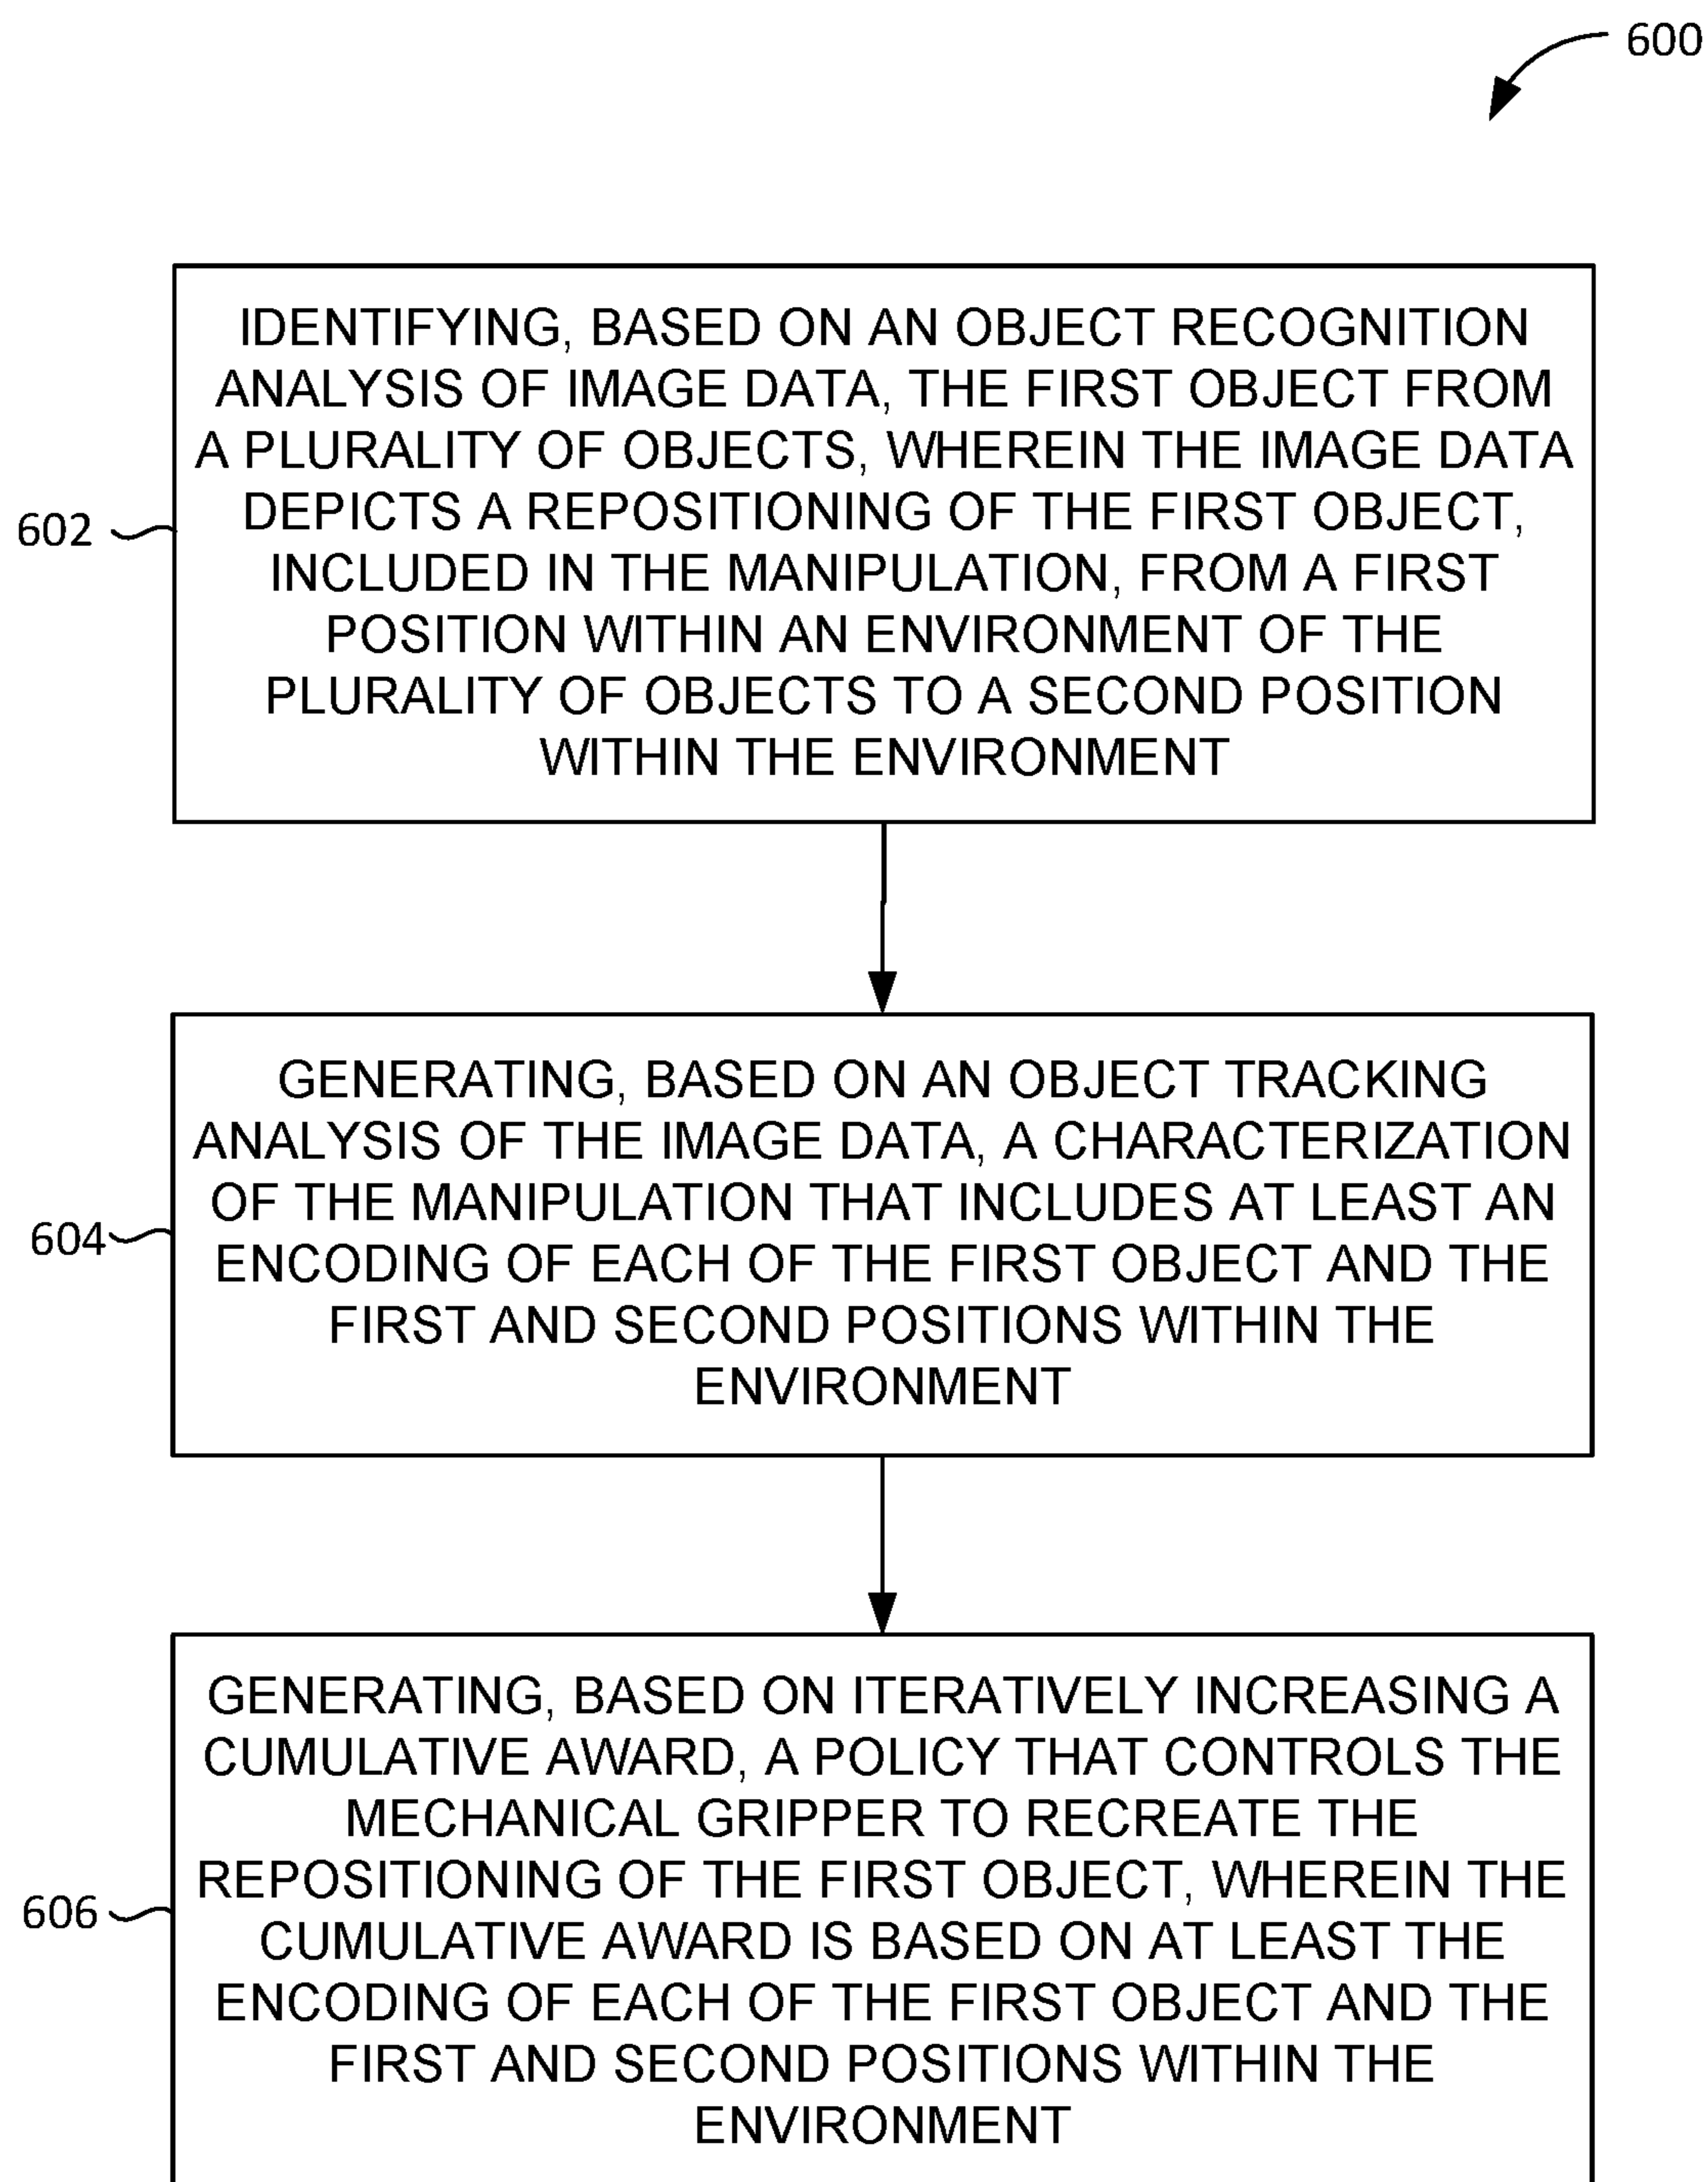 600
IDENTIFYING, BASED ON AN OBJECT RECOGNITION
ANALYSIS OF IMAGE DATA, THE FIRST OBJECT FROM
A PLURALITY OF OBJECTS, WHEREIN THE IMAGE DATA
DEPICTS A REPOSITIONING OF THE FIRST OBJECT,
INCLUDED IN THE MANIPULATION, FROM A FIRST
POSITION WITHIN AN ENVIRONMENT OF THE
PLURALITY OF OBJECTS TO A SECOND POSITION
WITHIN THE ENVIRONMENT
602
GENERATING, BASED ON AN OBJECT TRACKING
ANALYSIS OF THE IMAGE DATA, A CHARACTERIZATION
OF THE MANIPULATION THAT INCLUDES AT LEAST AN
ENCODING OF EACH OF THE FIRST OBJECT AND THE
FIRST AND SECOND POSITIONS WITHIN THE
ENVIRONMENT
604
GENERATING, BASED ON ITERATIVELY INCREASING A
CUMULATIVE AWARD, A POLICY THAT CONTROLS THE
MECHANICAL GRIPPER TO RECREATE THE
REPOSITIONING OF THE FIRST OBJECT, WHEREIN THE
CUMULATIVE AWARD IS BASED ON AT LEAST THE
ENCODING OF EACH OF THE FIRST OBJECT AND THE
FIRST AND SECOND POSITIONS WITHIN THE
ENVIRONMENT
606